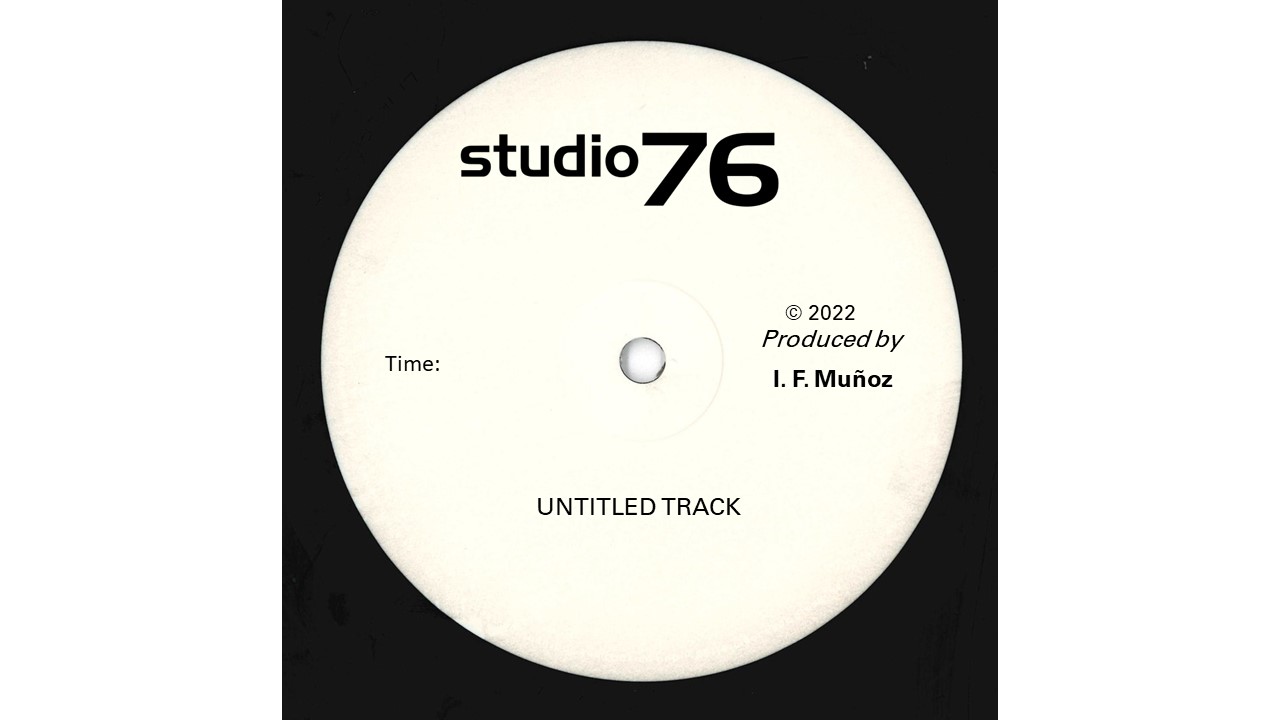 studio76
© 2022
Produced by
Time:
I. F. Muñoz
UNTITLED TRACK